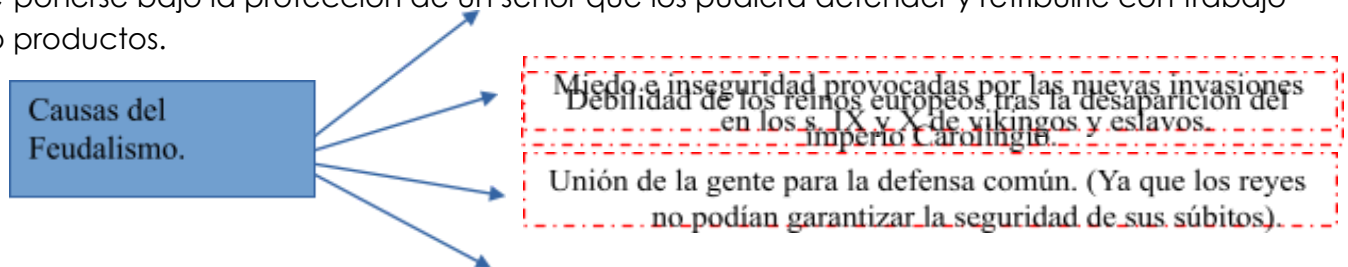 ponerse bajo la protección de un señor que los pudiera defender y retribuirle con trabajo
o productos.
Causas del
Feudalismo.
Miedo e inseguridad provocadas por las nuevas invasiones
en los s. IX y X de vikingos y eslavos.
Debilidad de los reinos europeos tras la desaparición del
imperio Carolingio.
Unión de la gente para la defensa común. (Ya que los reyes
no podían garantizar la seguridad de sus súbitos).